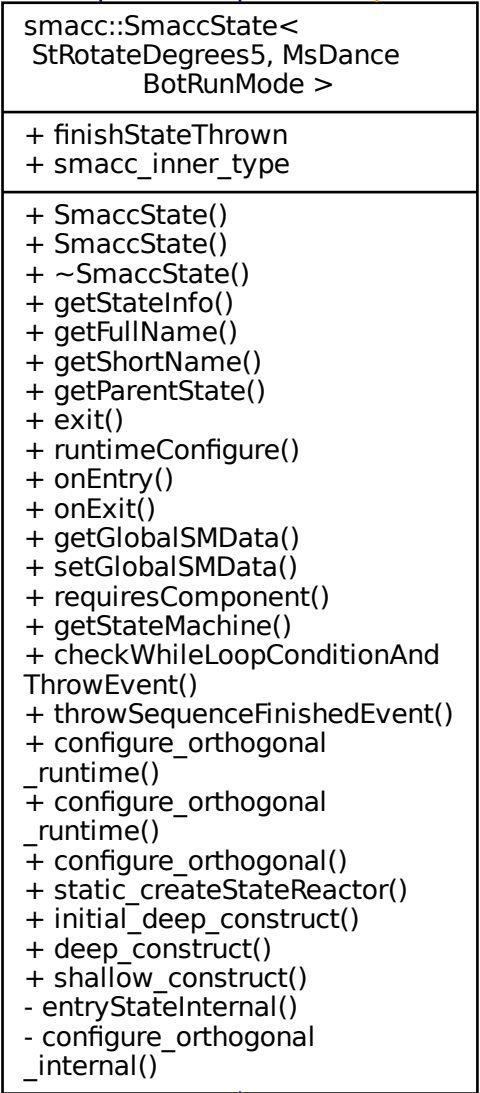 smacc::SmaccState<
StRotateDegrees5, MsDance
BotRunMode >
+ finishStateThrown
+ smacc_inner_type
+ SmaccState()
+ SmaccState()
+ ~SmaccState()
+ getStateInfo()
+ getFullName()
+ getShortName()
+ getParentState()
+ exit()
+ runtimeConfigure()
+ onEntry()
+ onExit()
+ getGlobalSMData()
+ setGlobalSMData()
+ requiresComponent()
+ getStateMachine()
+ checkWhileLoopConditionAnd
ThrowEvent()
+ throwSequenceFinishedEvent()
+ configure_orthogonal
_runtime()
+ configure_orthogonal
_runtime()
+ configure_orthogonal()
+ static_createStateReactor()
+ initial_deep_construct()
+ deep_construct()
+ shallow_construct()
- entryStateInternal()
- configure_orthogonal
_internal()